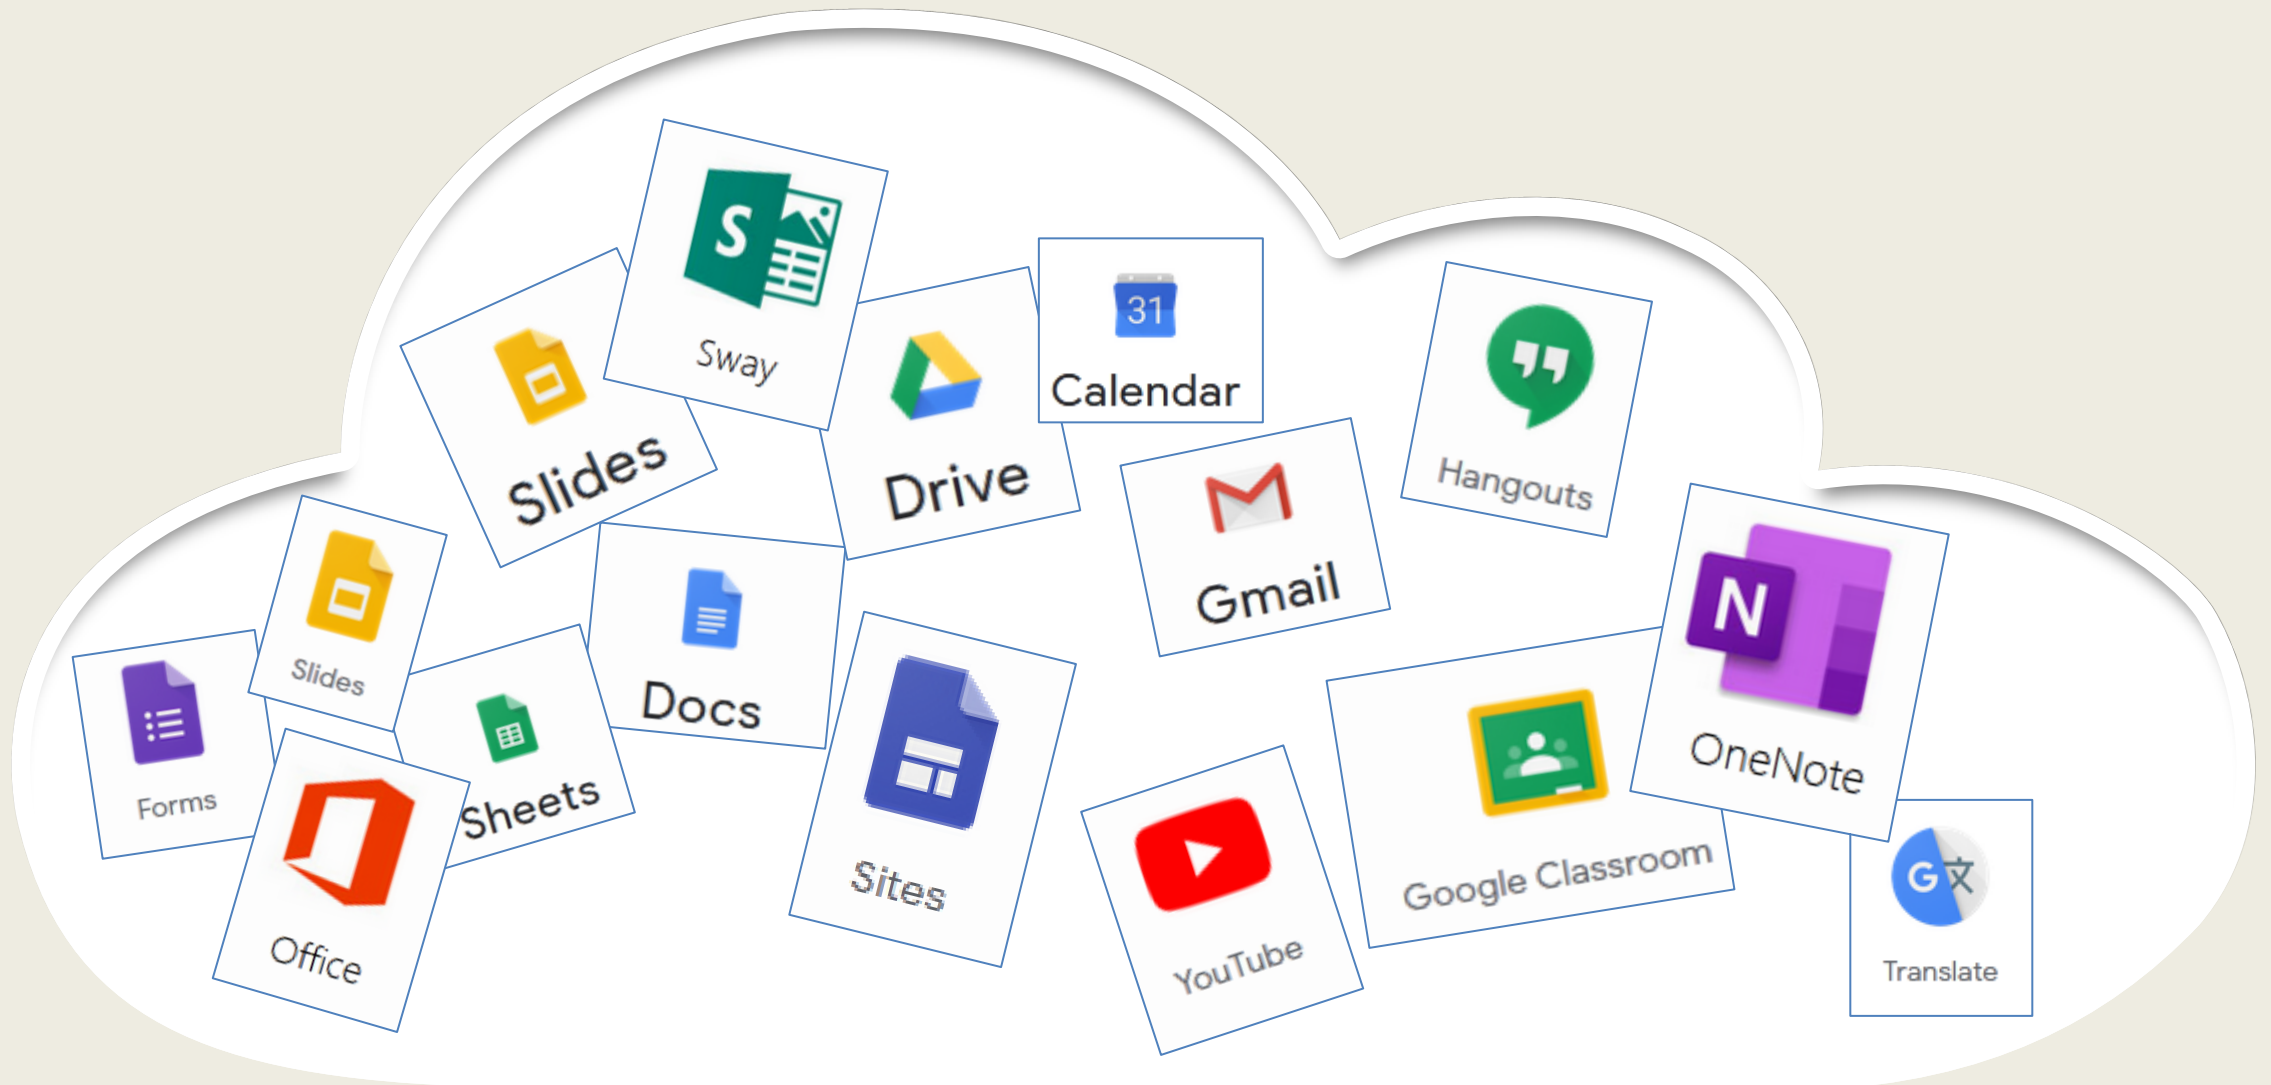 S
Sway
31
Calendar
Slides
Drive
Hangouts
Gmail
N
OneNote
Slides
Docs
Forms
Sheets
Sites
Google Classroom
Office
YouTube
G文
Translate